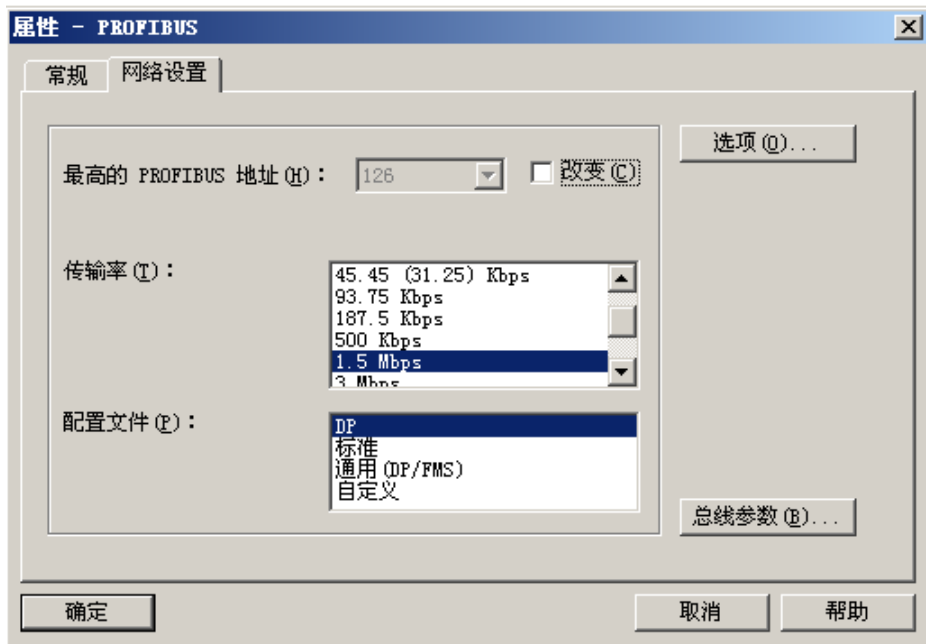 属性 - PROFIBUS
常规 网络设置
选项(O)...
最高的 PROFIBUS 地址(H)： 126 改变(C)
传输率(T)：
45.45 (31.25) Kbps
93.75 Kbps
187.5 Kbps
500 Kbps
1.5 Mbps
3 Mbps
配置文件(P)：
DP
标准
通用(DP/FMS)
自定义
总线参数(B)...
确定 取消 帮助